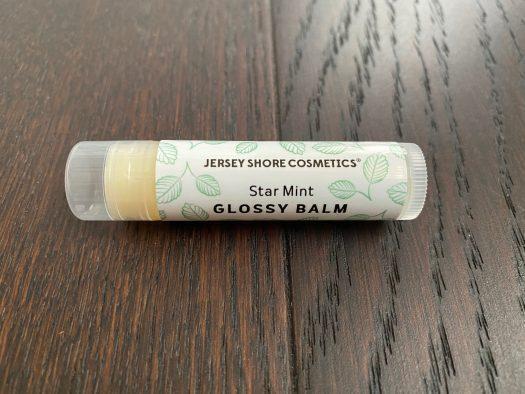 JERSEY SHORE COSMETICS®
Star Mint
GLOSSY BALM